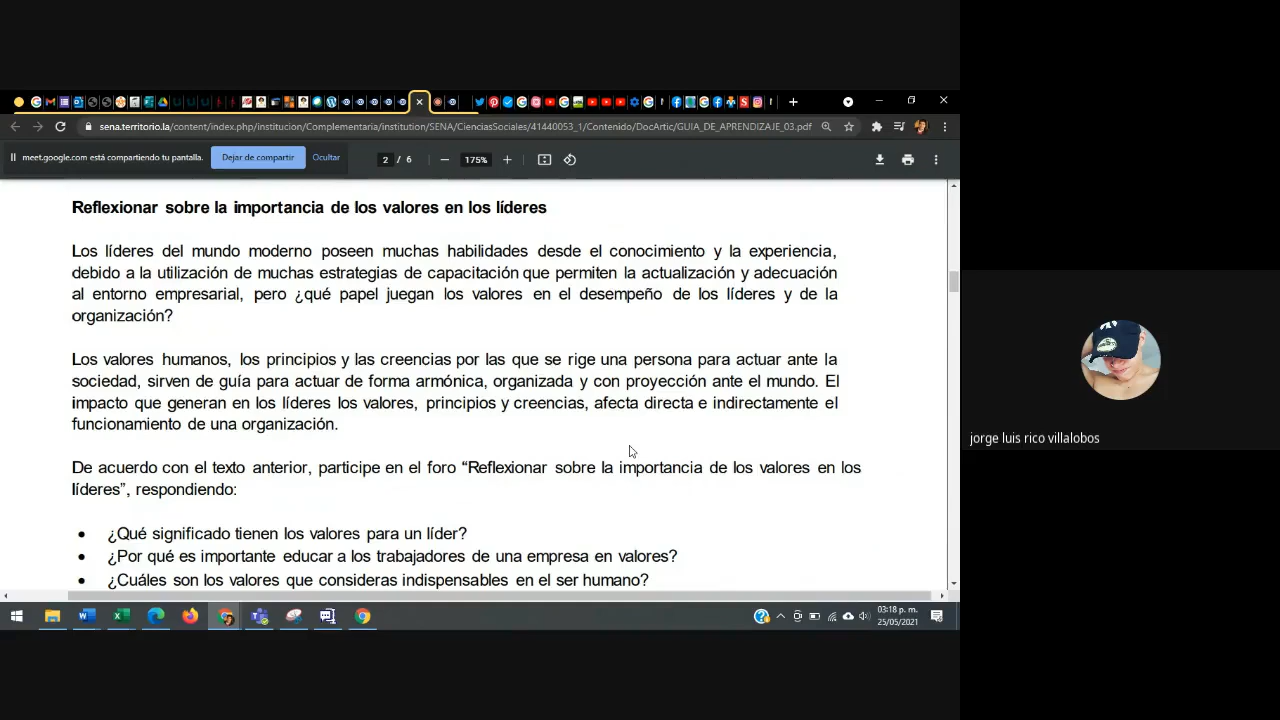 sena.territorio.la/content/index.php/institucion/Complementaria/institution/SENA/CienciasSociales/41440053_1/Contenido/DocArtic/GUIA_DE_APRENDIZAJE_03.pdf
meet.google.com está compartiendo tu pantalla.
Dejar de compartir
Ocultar
2 / 6
175%
Reflexionar sobre la importancia de los valores en los líderes
Los líderes del mundo moderno poseen muchas habilidades desde el conocimiento y la experiencia,
debido a la utilización de muchas estrategias de capacitación que permiten la actualización y adecuación
al entorno empresarial, pero ¿qué papel juegan los valores en el desempeño de los líderes y de la
organización?
Los valores humanos, los principios y las creencias por las que se rige una persona para actuar ante la
sociedad, sirven de guía para actuar de forma armónica, organizada y con proyección ante el mundo. El
impacto que generan en los líderes los valores, principios y creencias, afecta directa e indirectamente el
funcionamiento de una organización.
De acuerdo con el texto anterior, participe en el foro “Reflexionar sobre la importancia de los valores en los
líderes”, respondiendo:
• ¿Qué significado tienen los valores para un líder?
• ¿Por qué es importante educar a los trabajadores de una empresa en valores?
• ¿Cuáles son los valores que consideras indispensables en el ser humano?
jorge luis rico villalobos
03:18 p. m.
25/05/2021